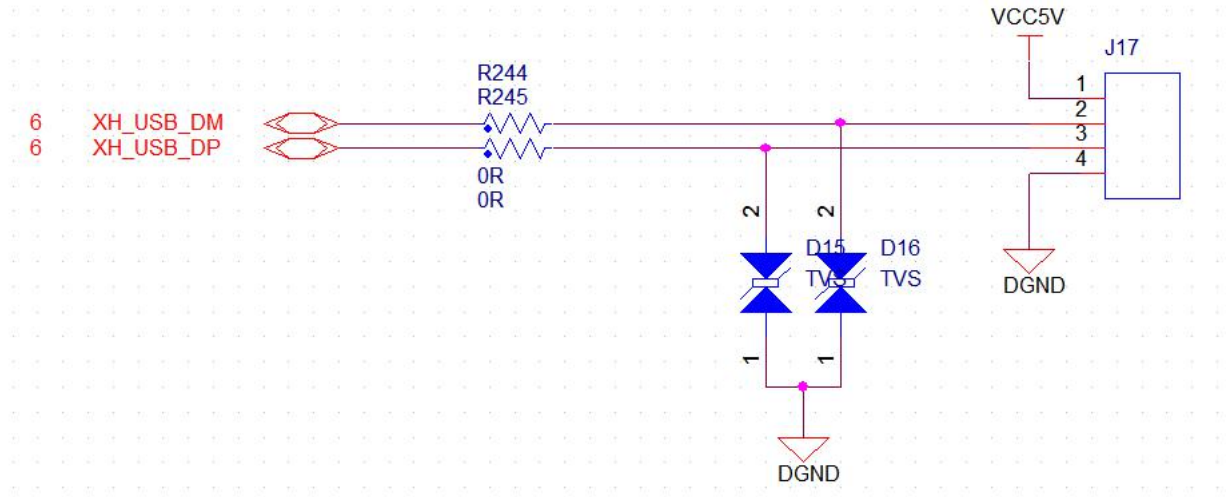 VCC5V
J17
R244
R245
1
6 XH_USB_DM
2
6 XH_USB_DP
3
4
0R
0R
2 2
D15 D16
TVS TVS
DGND
1 1
DGND